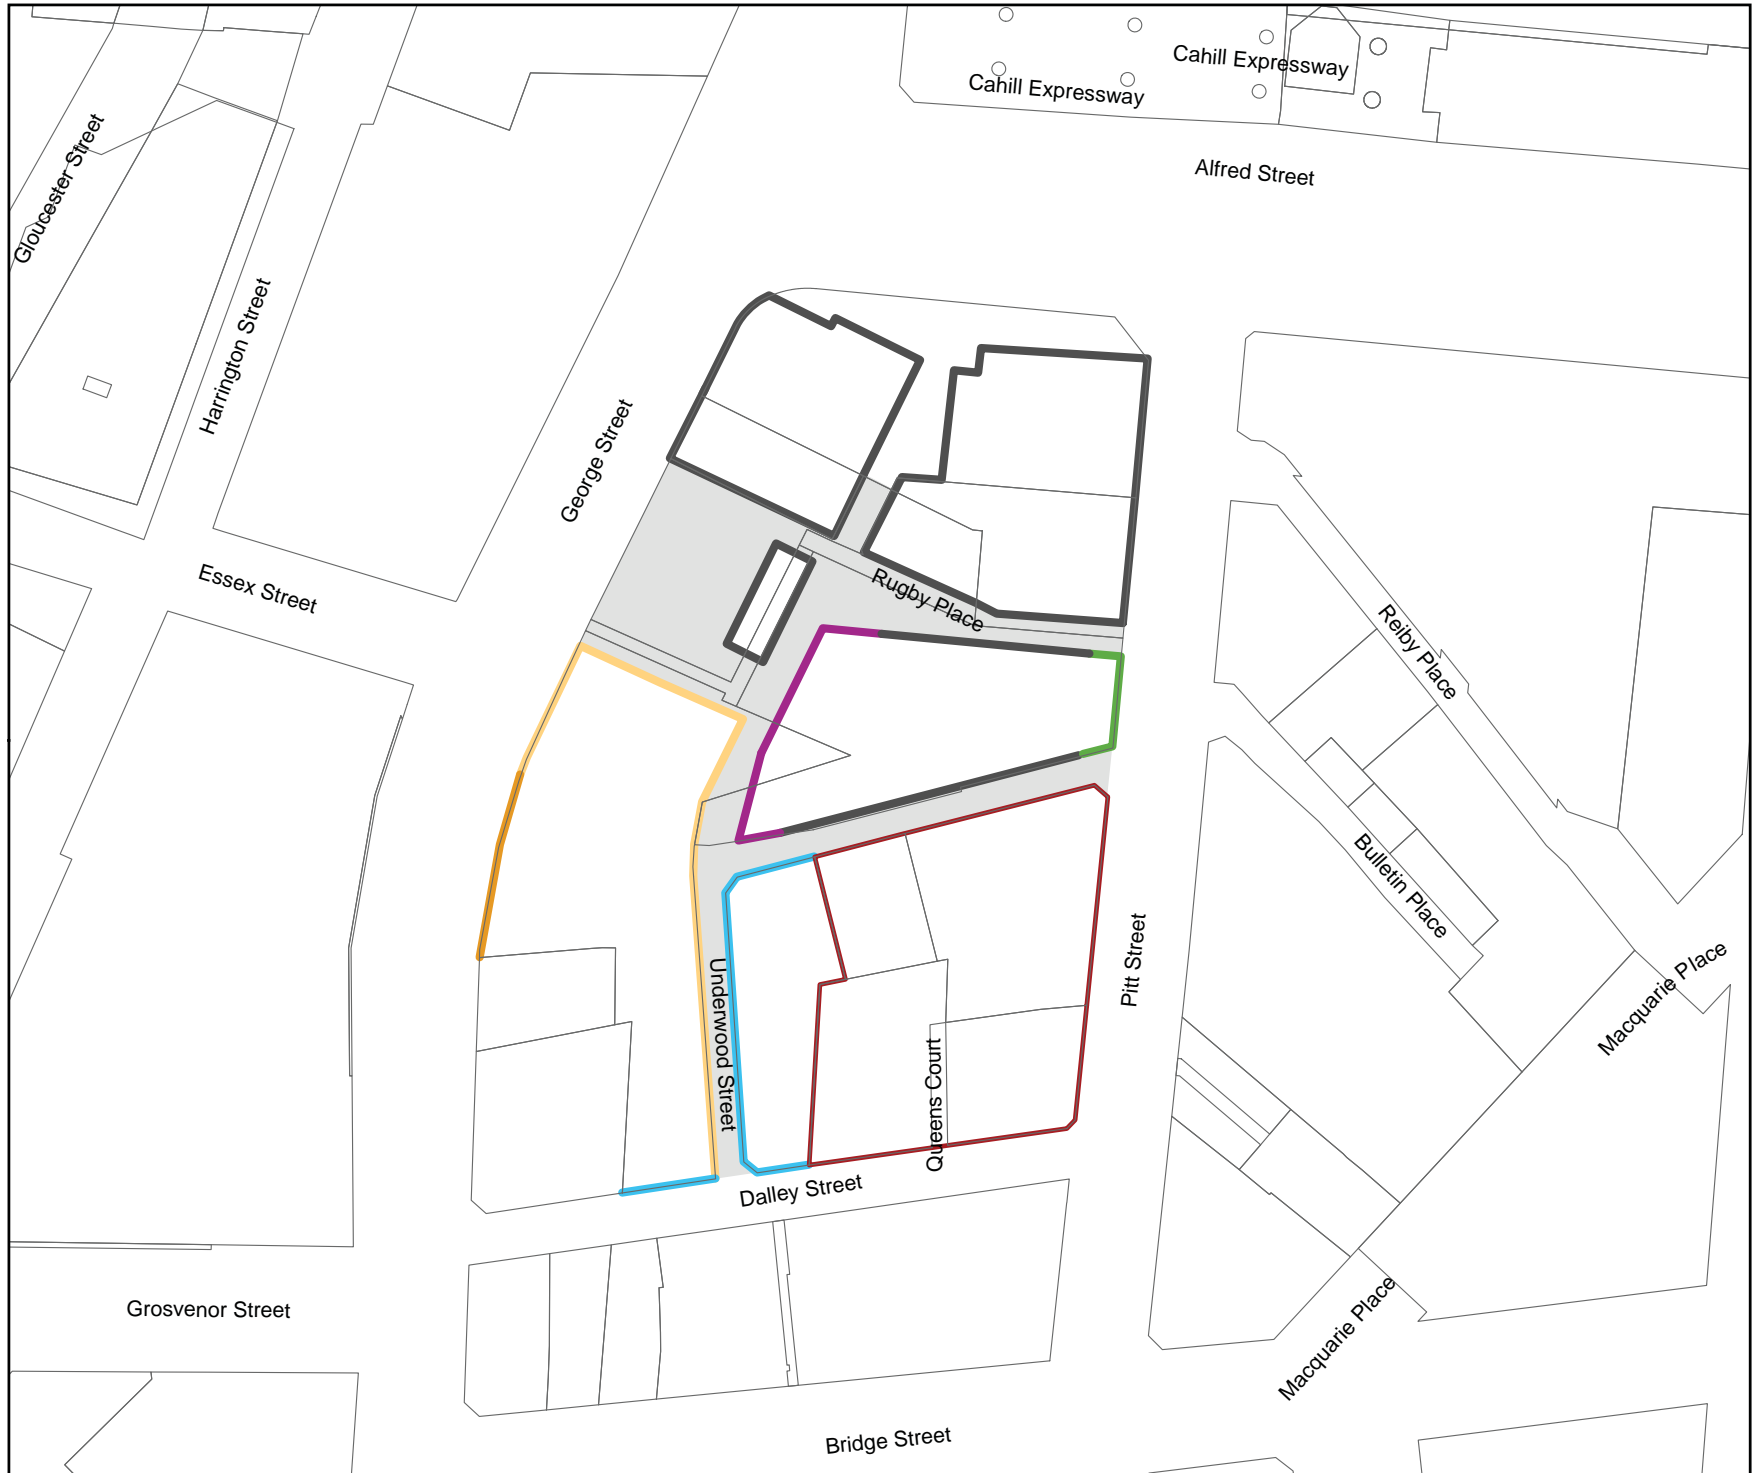 Cahill Expressway
Cahill Expressway
Alfred Street
Gloucester Street
Harrington Street
George Street
Essex Street
Rugby Place
Reiby Place
Bulletin Place
Pitt Street
Macquarie Place
Underwood Street
Queens Court
Dalley Street
Grosvenor Street
Macquarie Place
Bridge Street